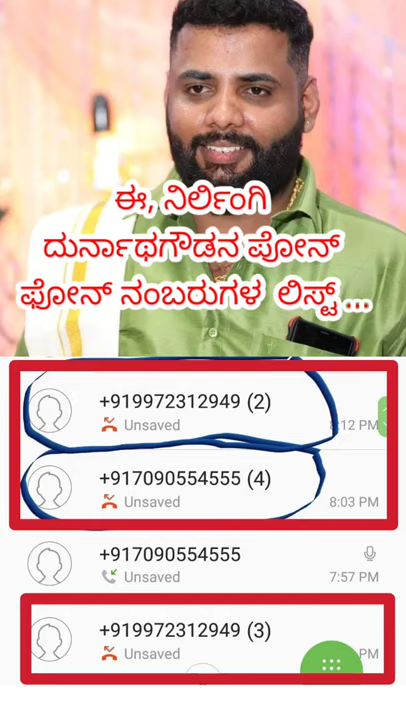 ಈ, ನಿರ್ಲಿಂಗಿ
ದುರ್ನಾಥಗೌಡನ ಪೋನ್
ಫೋನ್ ನಂಬರುಗಳ ಲಿಸ್ಟ್...
+919972312949 (2)
Unsaved 8:12 PM
+917090554555 (4)
Unsaved 8:03 PM
+917090554555
Unsaved 7:57 PM
+919972312949 (3)
Unsaved PM